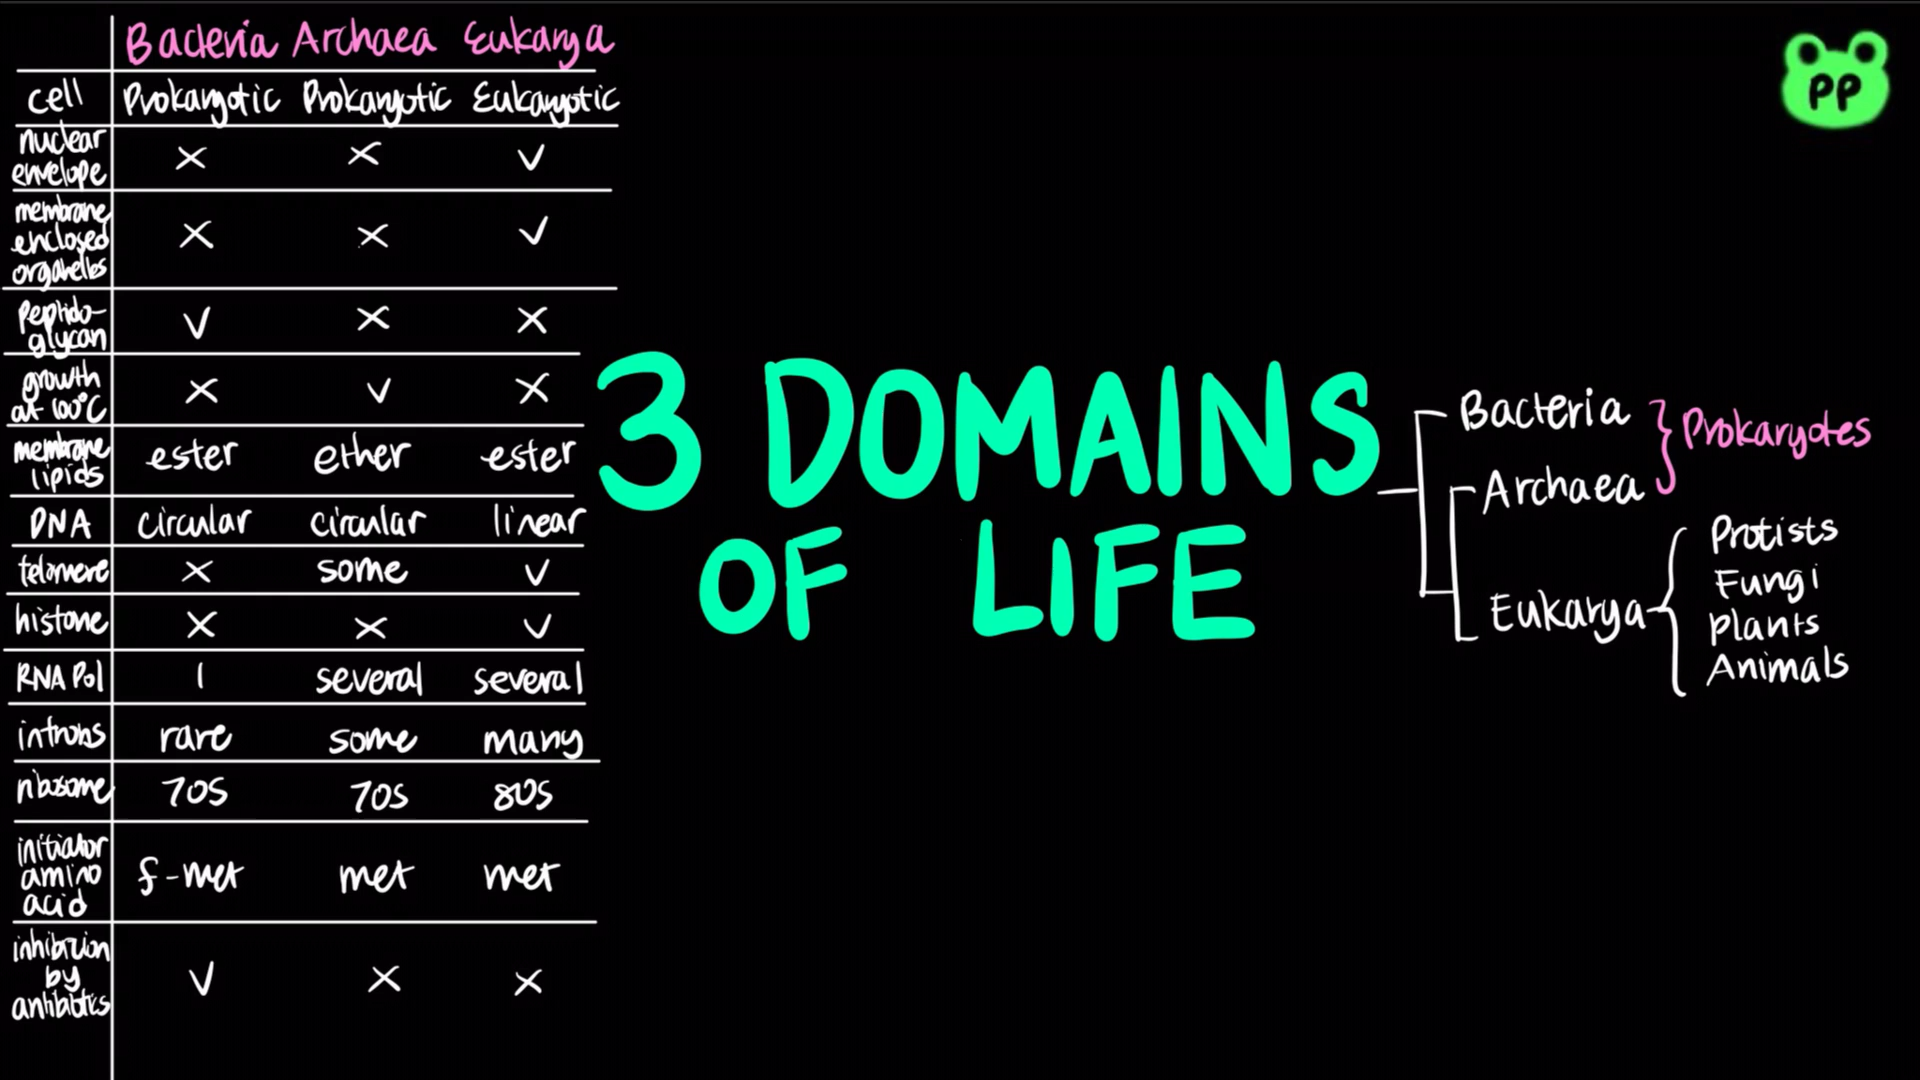 Bacteria Archaea Eukarya
cell Prokaryotic Prokaryotic Eukaryotic
nuclear
envelope X X V
membrane
enclosed X X V
organelles
Peptido-
glycan V X X
growth
at 100°C X V X
membrane
lipids ester ether ester
DNA circular circular linear
telomere X some V
histone X X V
RNA Pol 1 several several
introns rare some many
ribosome 70S 70S 80S
initiator
amino f-met met met
acid
inhibition
by V X X
antibiotics
3 DOMAINS
OF LIFE
Bacteria
Archaea
Prokaryotes
Eukarya
Protists
Fungi
Plants
Animals
PP